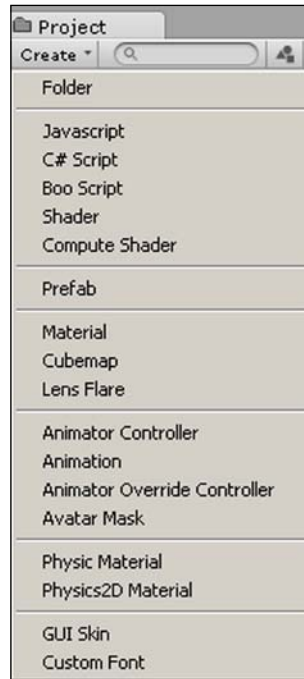 Project
Create
Folder
Javascript
C# Script
Boo Script
Shader
Compute Shader
Prefab
Material
Cubemap
Lens Flare
Animator Controller
Animation
Animator Override Controller
Avatar Mask
Physic Material
Physics2D Material
GUI Skin
Custom Font